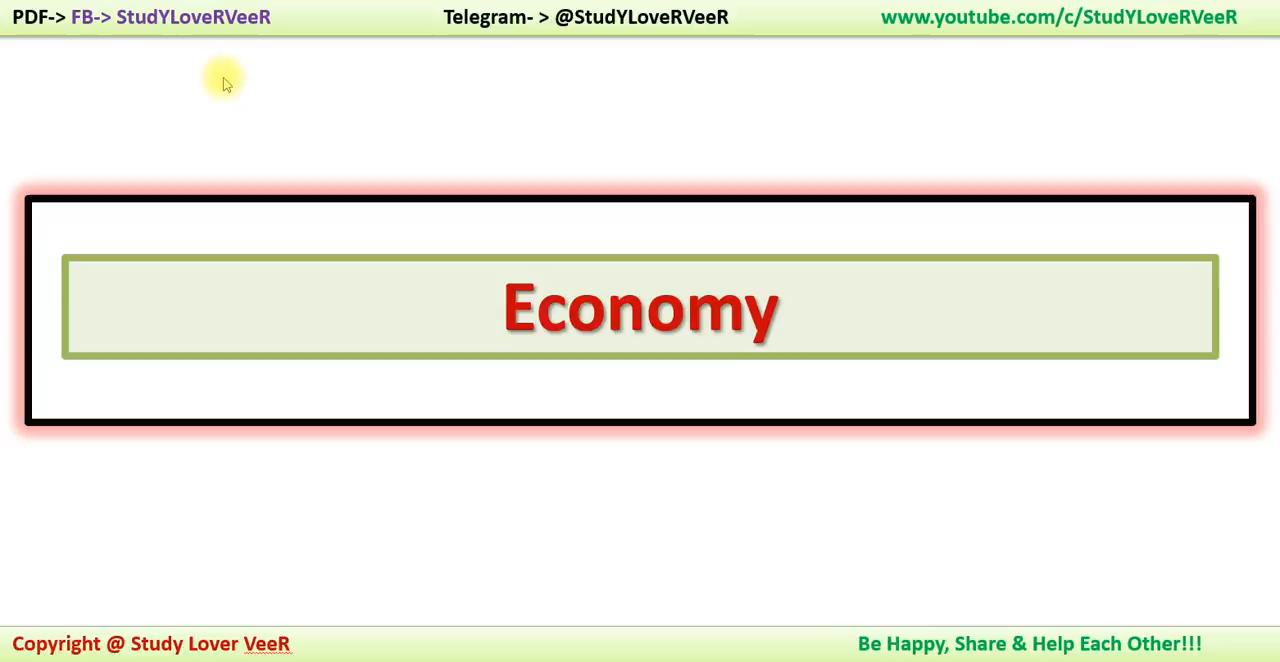 PDF-> FB-> StudYLoveRVeeR Telegram- > @StudYLoveRVeeR www.youtube.com/c/StudYLoveRVeeR
Economy
Copyright @ Study Lover VeeR Be Happy, Share & Help Each Other!!!